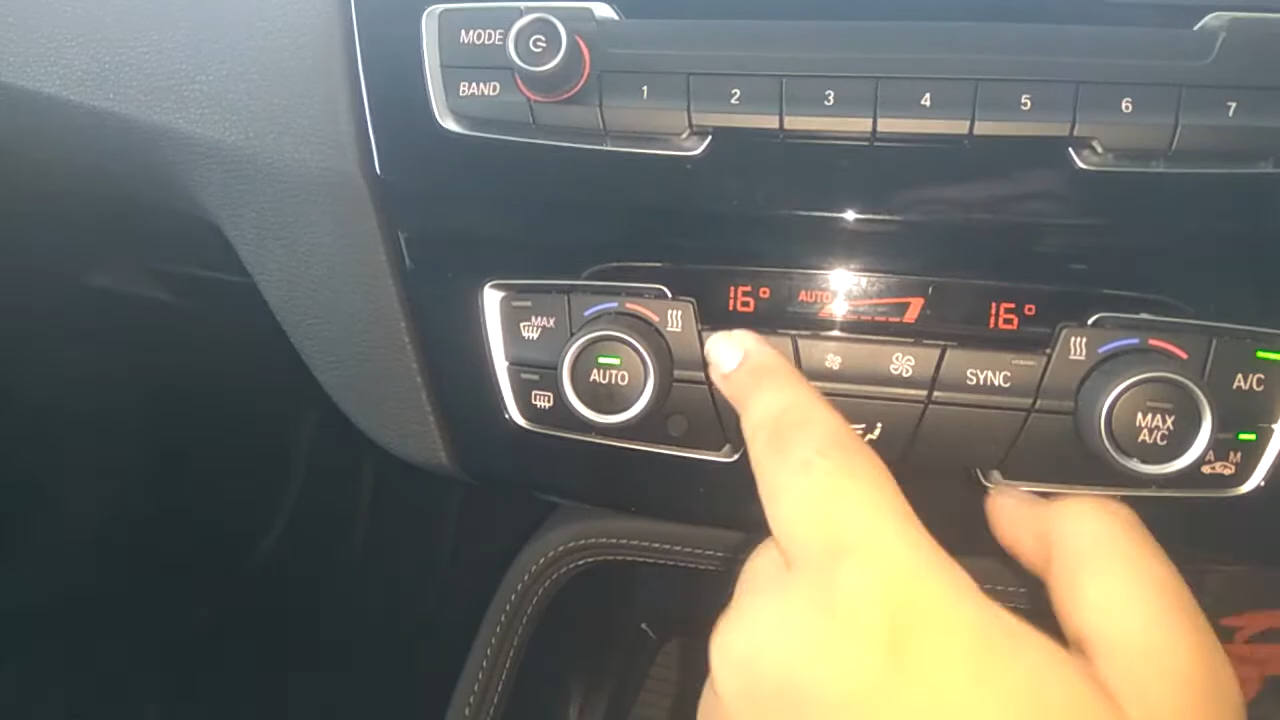 MODE
BAND
1 2 3 4 5 6 7
16° AUTO 16°
MAX
AUTO
SYNC
MAX
A/C
A/C
A M